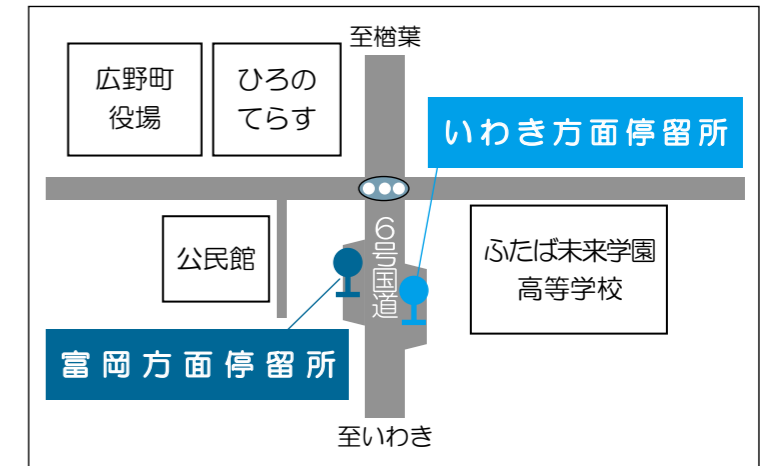 至楢葉
広野町
役場
ひろの
てらす
いわき方面停留所
公民館
6号国道
ふたば未来学園
高等学校
富岡方面停留所
至いわき